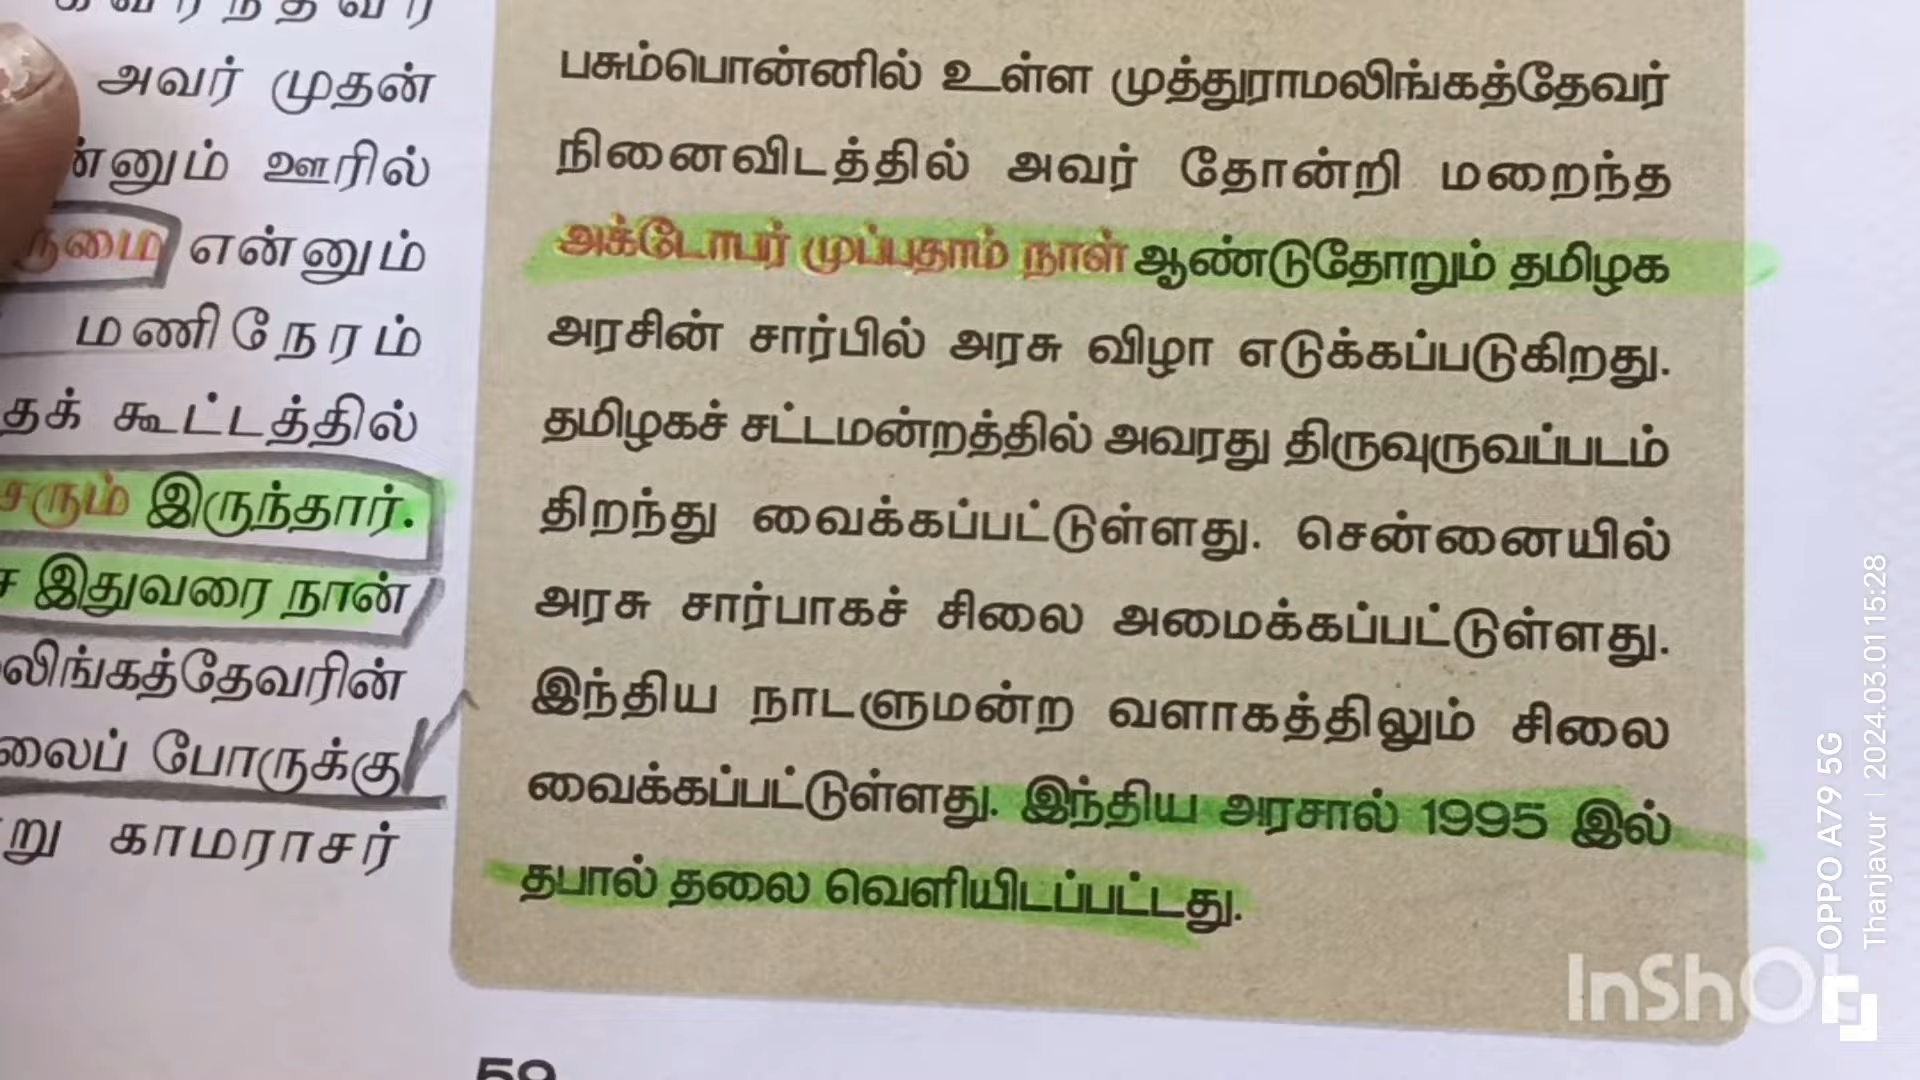 அவர் முதன்
ஊரில்
என்னும்
மணிநேரம்
கூட்டத்தில்
இருந்தார்.
இதுவரை நான்
போருக்கு
காமராசர்
பசும்பொன்னில் உள்ள முத்துராமலிங்கத்தேவர்
நினைவிடத்தில் அவர் தோன்றி மறைந்த
அக்டோபர் முப்பதாம் நாள் ஆண்டுதோறும் தமிழக
அரசின் சார்பில் அரசு விழா எடுக்கப்படுகிறது.
தமிழகச் சட்டமன்றத்தில் அவரது திருவுருவப்படம்
திறந்து வைக்கப்பட்டுள்ளது. சென்னையில்
அரசு சார்பாகச் சிலை அமைக்கப்பட்டுள்ளது.
இந்திய நாடளுமன்ற வளாகத்திலும் சிலை
வைக்கப்பட்டுள்ளது. இந்திய அரசால் 1995 இல்
தபால் தலை வெளியிடப்பட்டது.
59
OPPO A79 5G
Thanjavur | 2024.03.01 15:28
InShOt